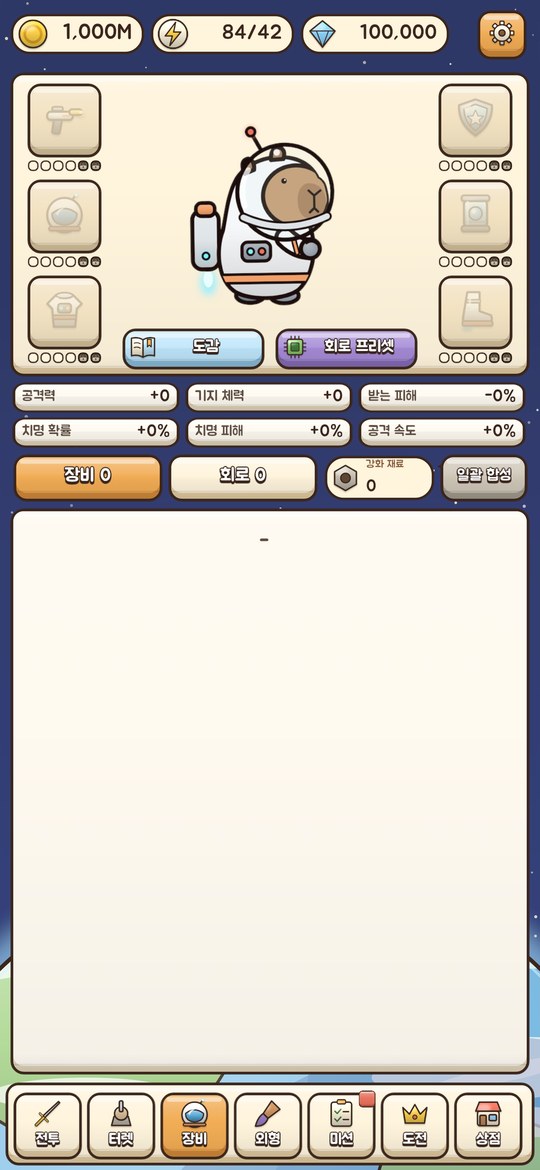 1,000M
84/42
100,000
도감
회로 프리셋
공격력 +0
기지 체력 +0
받는 피해 -0%
치명 확률 +0%
치명 피해 +0%
공격 속도 +0%
장비 0
회로 0
강화 재료
0
일괄 합성
-
전투
터렛
장비
외형
미션
도전
상점